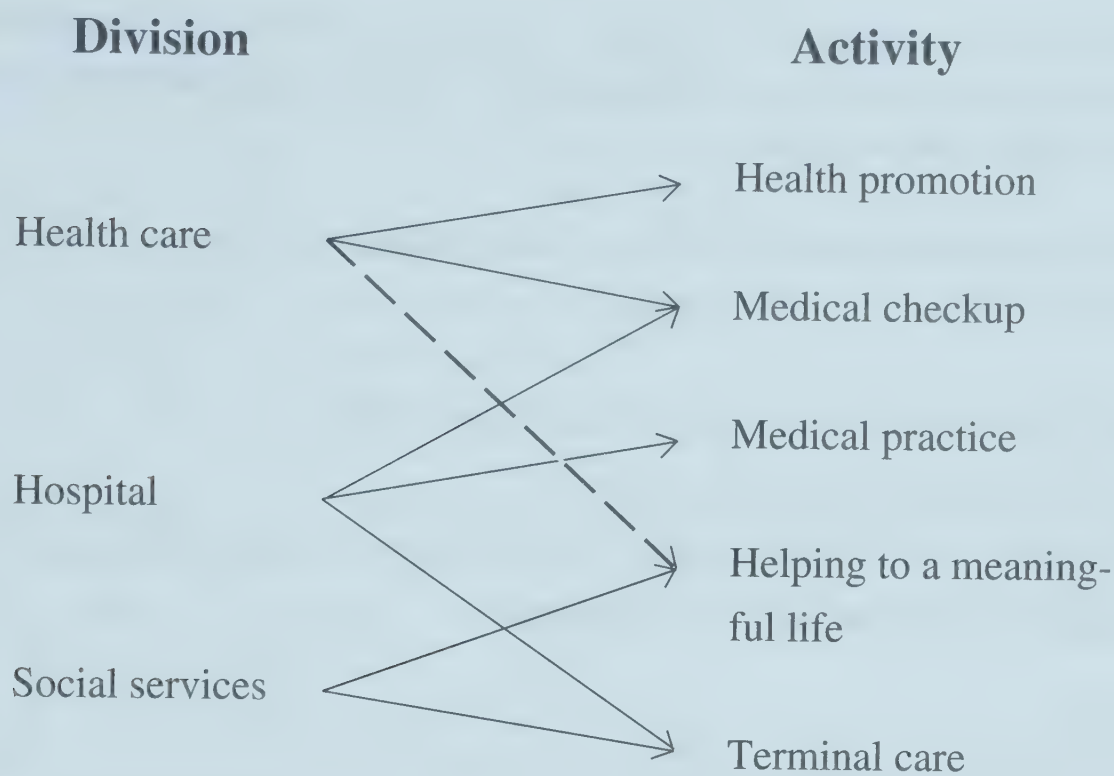 Division
Activity
Health promotion
Health care
Medical checkup
Medical practice
Hospital
Helping to a meaning-
ful life
Social services
Terminal care